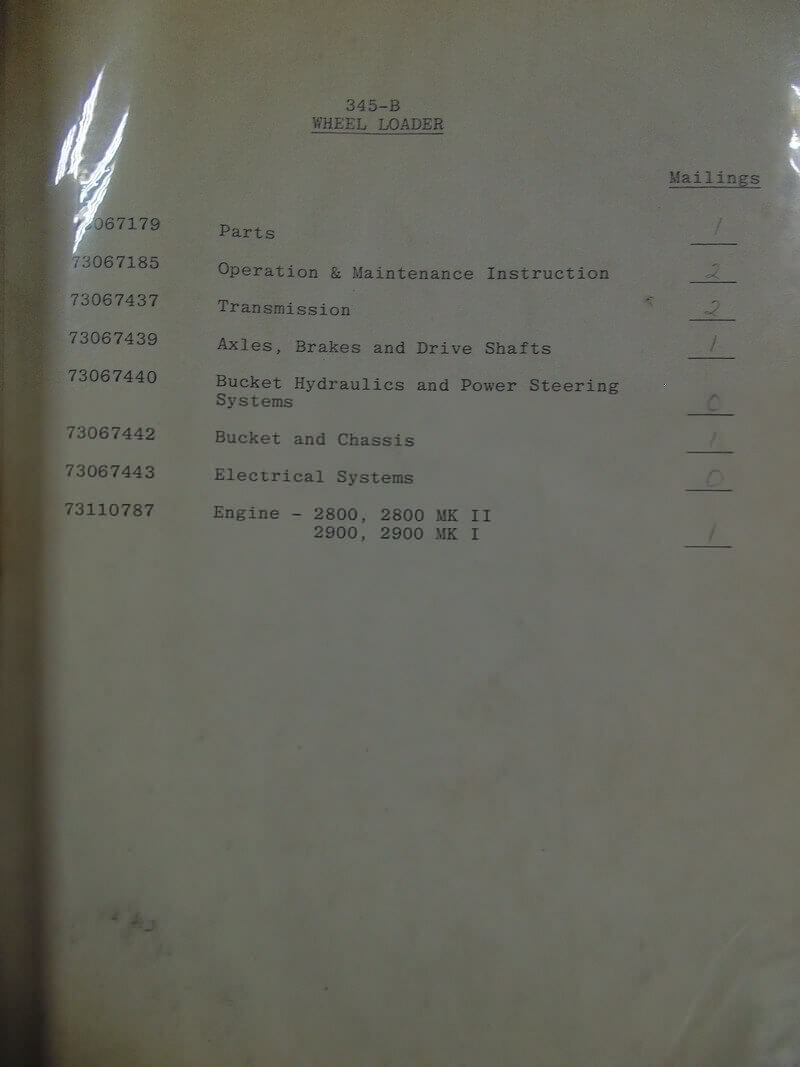 345-B
WHEEL LOADER
Mailings
73067179 Parts 1
73067185 Operation & Maintenance Instruction 2
73067437 Transmission 2
73067439 Axles, Brakes and Drive Shafts 1
73067440 Bucket Hydraulics and Power Steering
Systems 0
73067442 Bucket and Chassis 1
73067443 Electrical Systems 0
73110787 Engine - 2800, 2800 MK II
2900, 2900 MK I 1